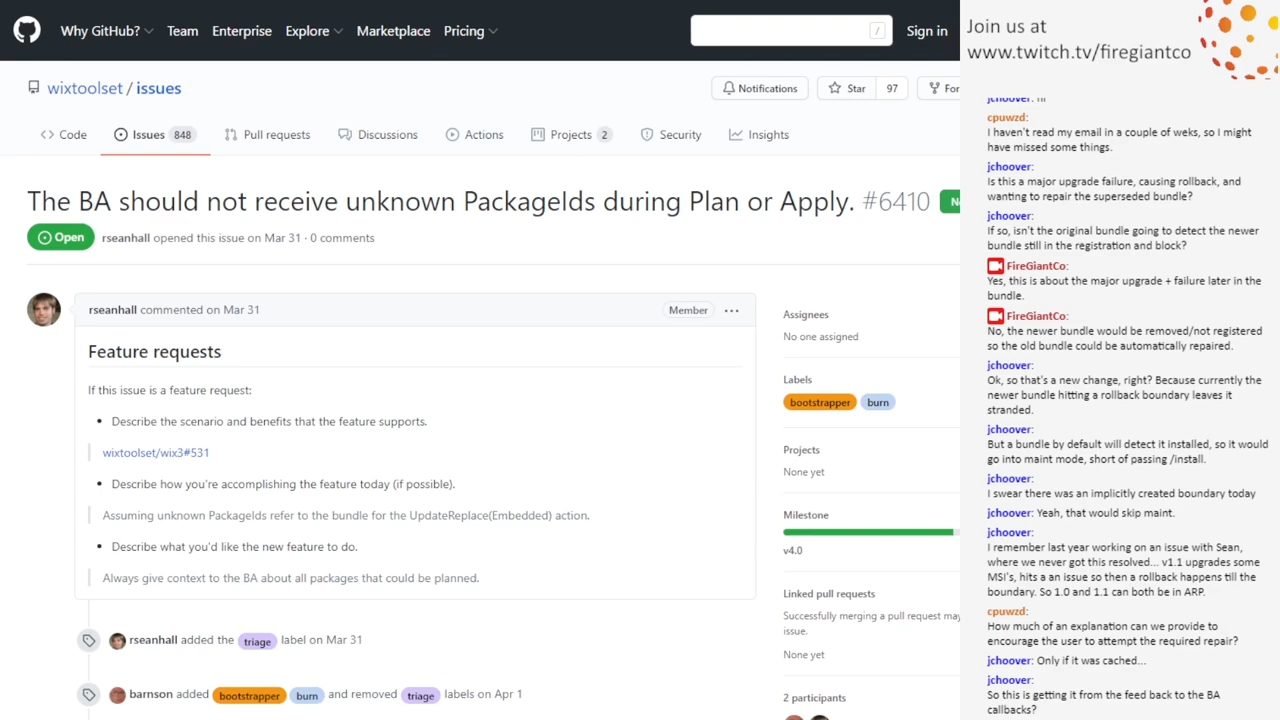 Why GitHub? Team Enterprise Explore Marketplace Pricing / Sign in
wixtoolset / issues
Notifications Star 97 For
Code Issues 848 Pull requests Discussions Actions Projects 2 Security Insights
The BA should not receive unknown PackageIds during Plan or Apply. #6410
Open rseanhall opened this issue on Mar 31 · 0 comments
rseanhall commented on Mar 31 Member
Feature requests
If this issue is a feature request:
• Describe the scenario and benefits that the feature supports.
wixtoolset/wix3#531
• Describe how you're accomplishing the feature today (if possible).
Assuming unknown PackageIds refer to the bundle for the UpdateReplace(Embedded) action.
• Describe what you'd like the new feature to do.
Always give context to the BA about all packages that could be planned.
rseanhall added the triage label on Mar 31
barnson added bootstrapper burn and removed triage labels on Apr 1
Assignees
No one assigned
Labels
bootstrapper burn
Projects
None yet
Milestone
v4.0
Linked pull requests
Successfully merging a pull request may
issue.
None yet
2 participants
Join us at
www.twitch.tv/firegiantco
jchoover: hi
cpuwzd:
I haven't read my email in a couple of weks, so I might
have missed some things.
jchoover:
Is this a major upgrade failure, causing rollback, and
wanting to repair the superseded bundle?
jchoover:
If so, isn't the original bundle going to detect the newer
bundle still in the registration and block?
FireGiantCo:
Yes, this is about the major upgrade + failure later in the
bundle.
FireGiantCo:
No, the newer bundle would be removed/not registered
so the old bundle could be automatically repaired.
jchoover:
Ok, so that's a new change, right? Because currently the
newer bundle hitting a rollback boundary leaves it
stranded.
jchoover:
But a bundle by default will detect it installed, so it would
go into maint mode, short of passing /install.
jchoover:
I swear there was an implicitly created boundary today
jchoover: Yeah, that would skip maint.
jchoover:
I remember last year working on an issue with Sean,
where we never got this resolved... v1.1 upgrades some
MSI's, hits a an issue so then a rollback happens till the
boundary. So 1.0 and 1.1 can both be in ARP.
cpuwzd:
How much of an explanation can we provide to
encourage the user to attempt the required repair?
jchoover: Only if it was cached...
jchoover:
So this is getting it from the feed back to the BA
callbacks?